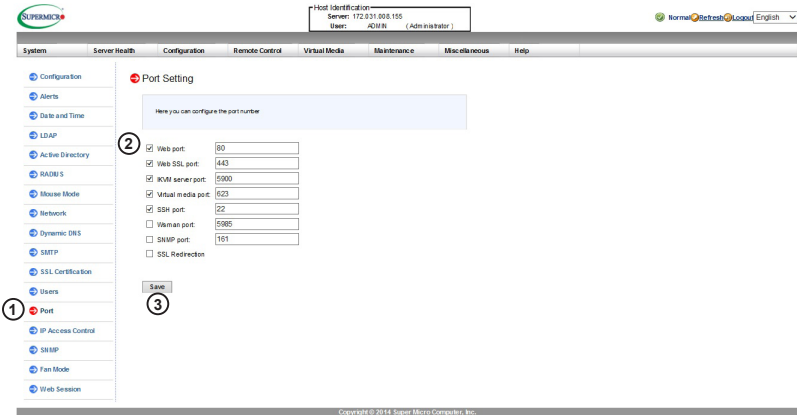 SUPERMICR
Host Identification
Server: 172.031.008.155
User: ADMIN (Administrator)
Normal Refresh Logout English
System Server Health Configuration Remote Control Virtual Media Maintenance Miscellaneous Help
Configuration
Alerts
Date and Time
LDAP
Active Directory
RADIUS
Mouse Mode
Network
Dynamic DNS
SMTP
SSL Certification
Users
1 Port
IP Access Control
SNMP
Fan Mode
Web Session
Port Setting
Here you can configure the port number
2
Web port: 80
Web SSL port: 443
IKVM server port: 5900
Virtual media port: 623
SSH port: 22
Wsman port: 5985
SNMP port: 161
SSL Redirection
Save
3
Copyright © 2014 Super Micro Computer, Inc.